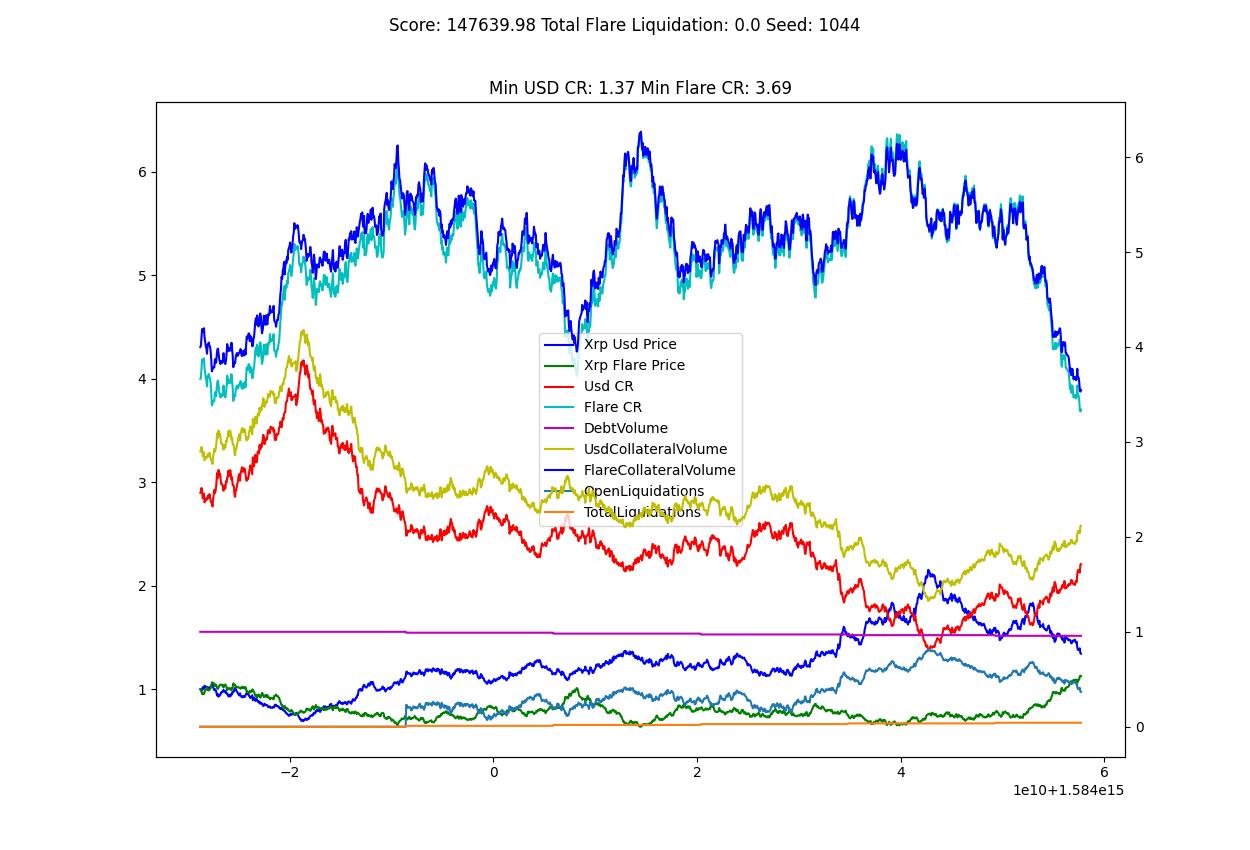 Score: 147639.98 Total Flare Liquidation: 0.0 Seed: 1044
Min USD CR: 1.37 Min Flare CR: 3.69
6
5
4
3
2
1
6
5
4
3
2
1
0
Xrp Usd Price
Xrp Flare Price
Usd CR
Flare CR
DebtVolume
UsdCollateralVolume
FlareCollateralVolume
OpenLiquidations
TotalLiquidations
−2 0 2 4 6
1e10+1.584e15